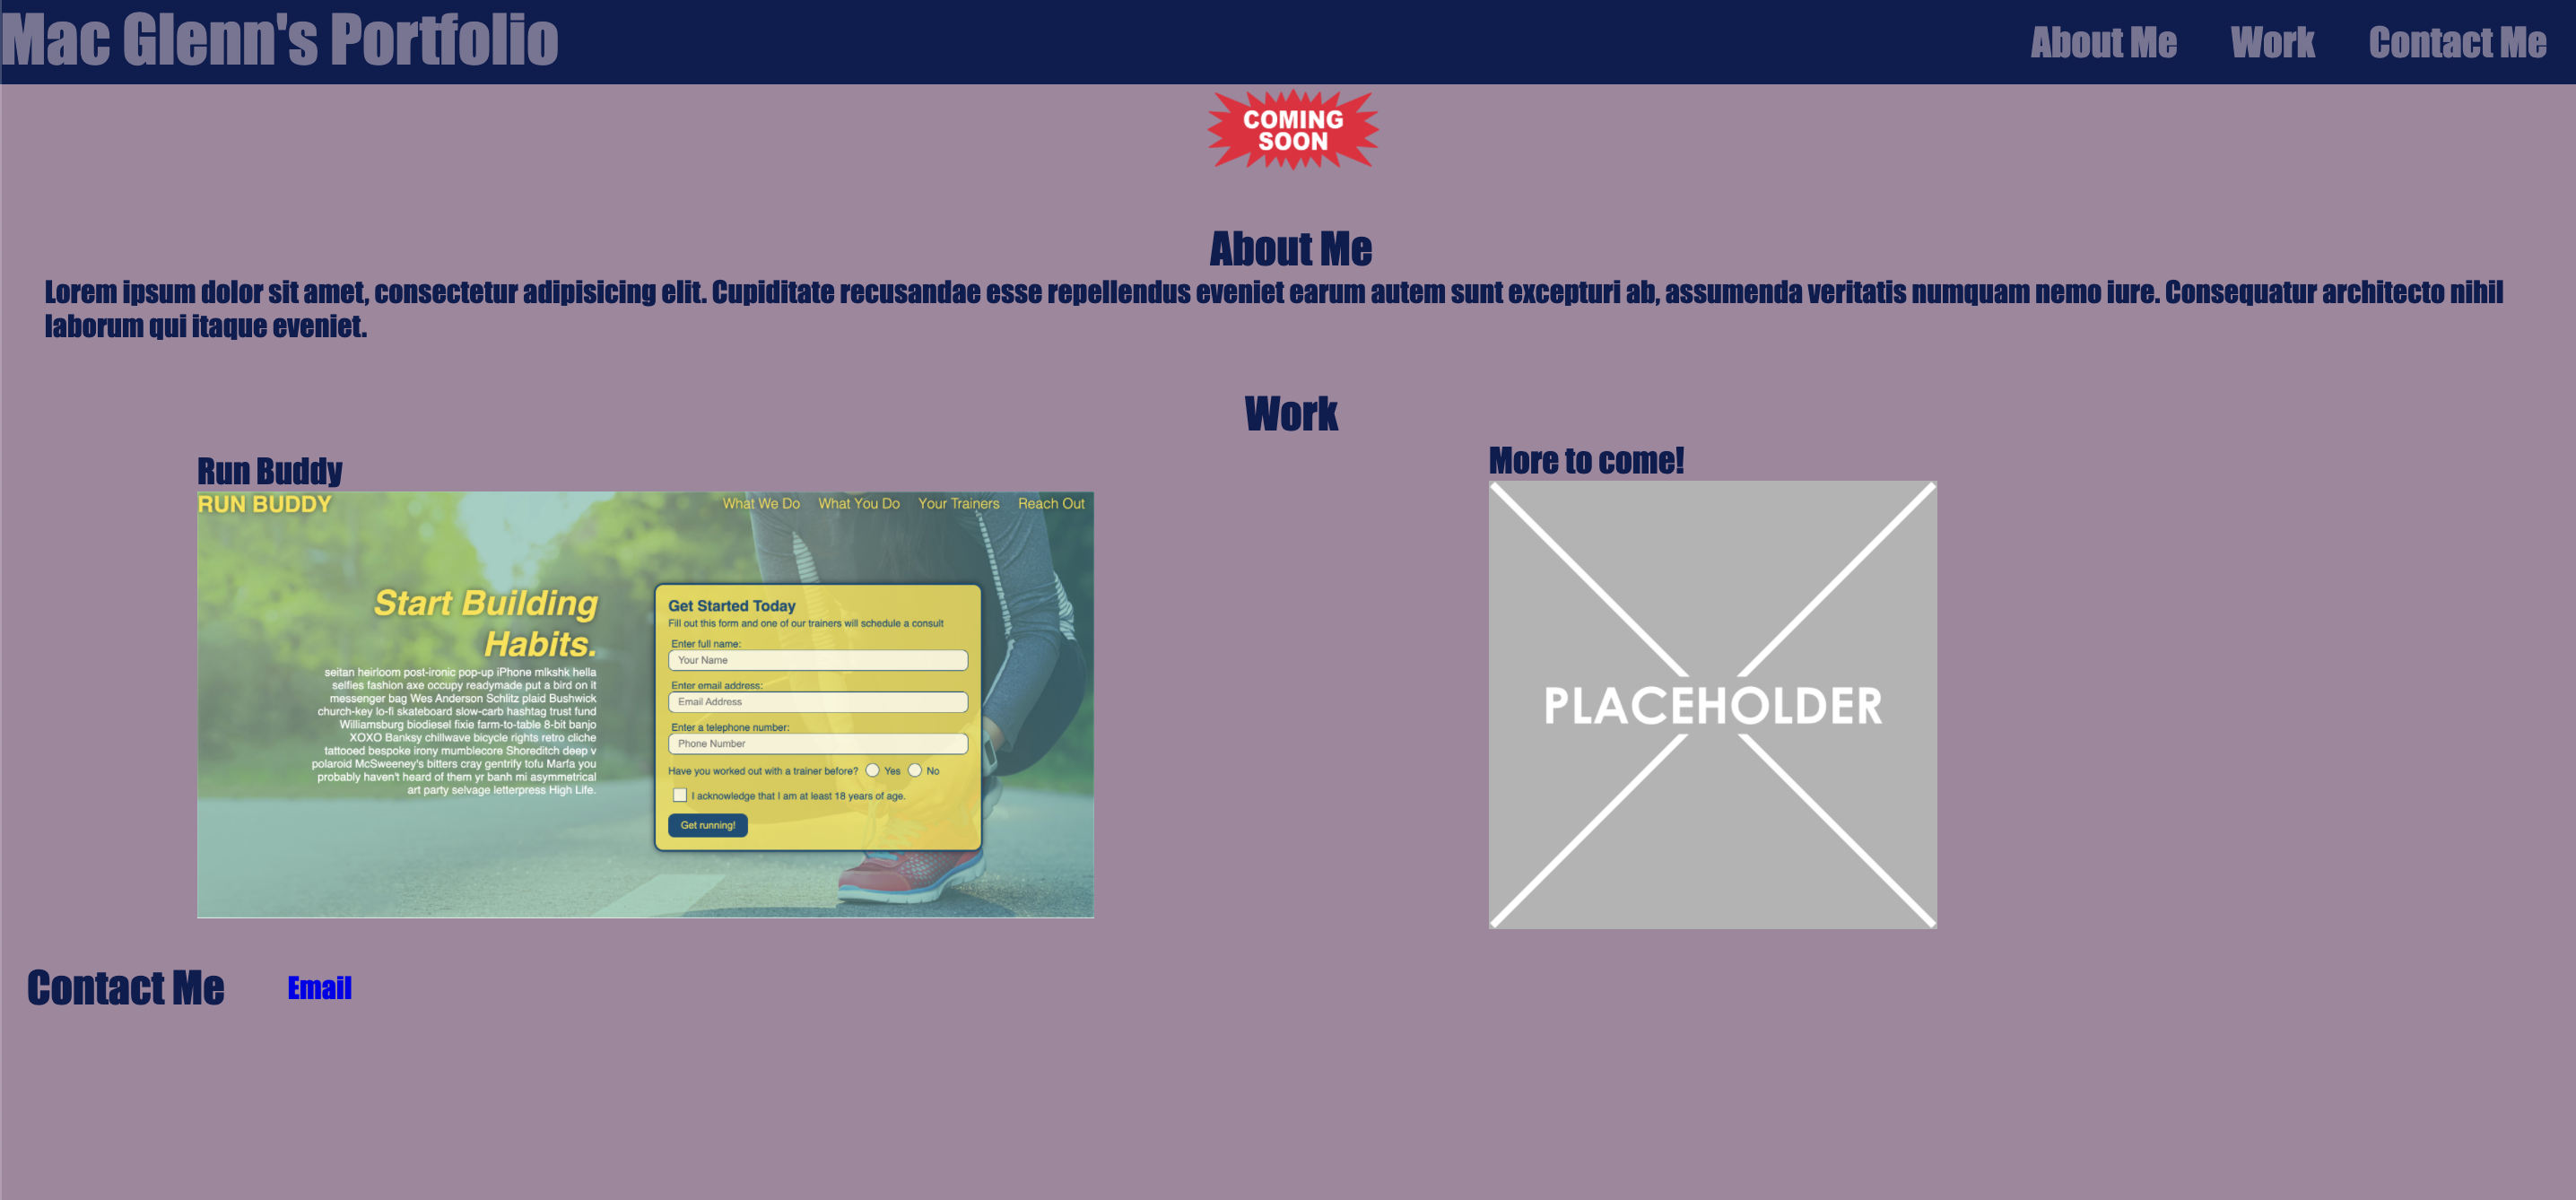 Mac Glenn's Portfolio
About Me
Work
Contact Me
COMING
SOON
About Me
Lorem ipsum dolor sit amet, consectetur adipisicing elit. Cupiditate recusandae esse repellendus eveniet earum autem sunt excepturi ab, assumenda veritatis numquam nemo iure. Consequatur architecto nihil
laborum qui itaque eveniet.
Work
Run Buddy
RUN BUDDY
What We Do
What You Do
Your Trainers
Reach Out
Start Building
Habits.
seitan heirloom post-ironic pop-up iPhone mlkshk hella
selfies fashion axe occupy readymade put a bird on it
messenger bag Wes Anderson Schlitz plaid Bushwick
church-key lo-fi skateboard slow-carb hashtag trust fund
Williamsburg biodiesel fixie farm-to-table 8-bit banjo
XOXO Banksy chillwave bicycle rights retro cliche
tattooed bespoke irony mumblecore Shoreditch deep v
polaroid McSweeney's bitters cray gentrify tofu Marfa you
probably haven't heard of them yr banh mi asymmetrical
art party selvage letterpress High Life.
Get Started Today
Fill out this form and one of our trainers will schedule a consult
Enter full name:
Your Name
Enter email address:
Email Address
Enter a telephone number:
Phone Number
Have you worked out with a trainer before? Yes No
I acknowledge that I am at least 18 years of age.
Get running!
More to come!
PLACEHOLDER
Contact Me
Email